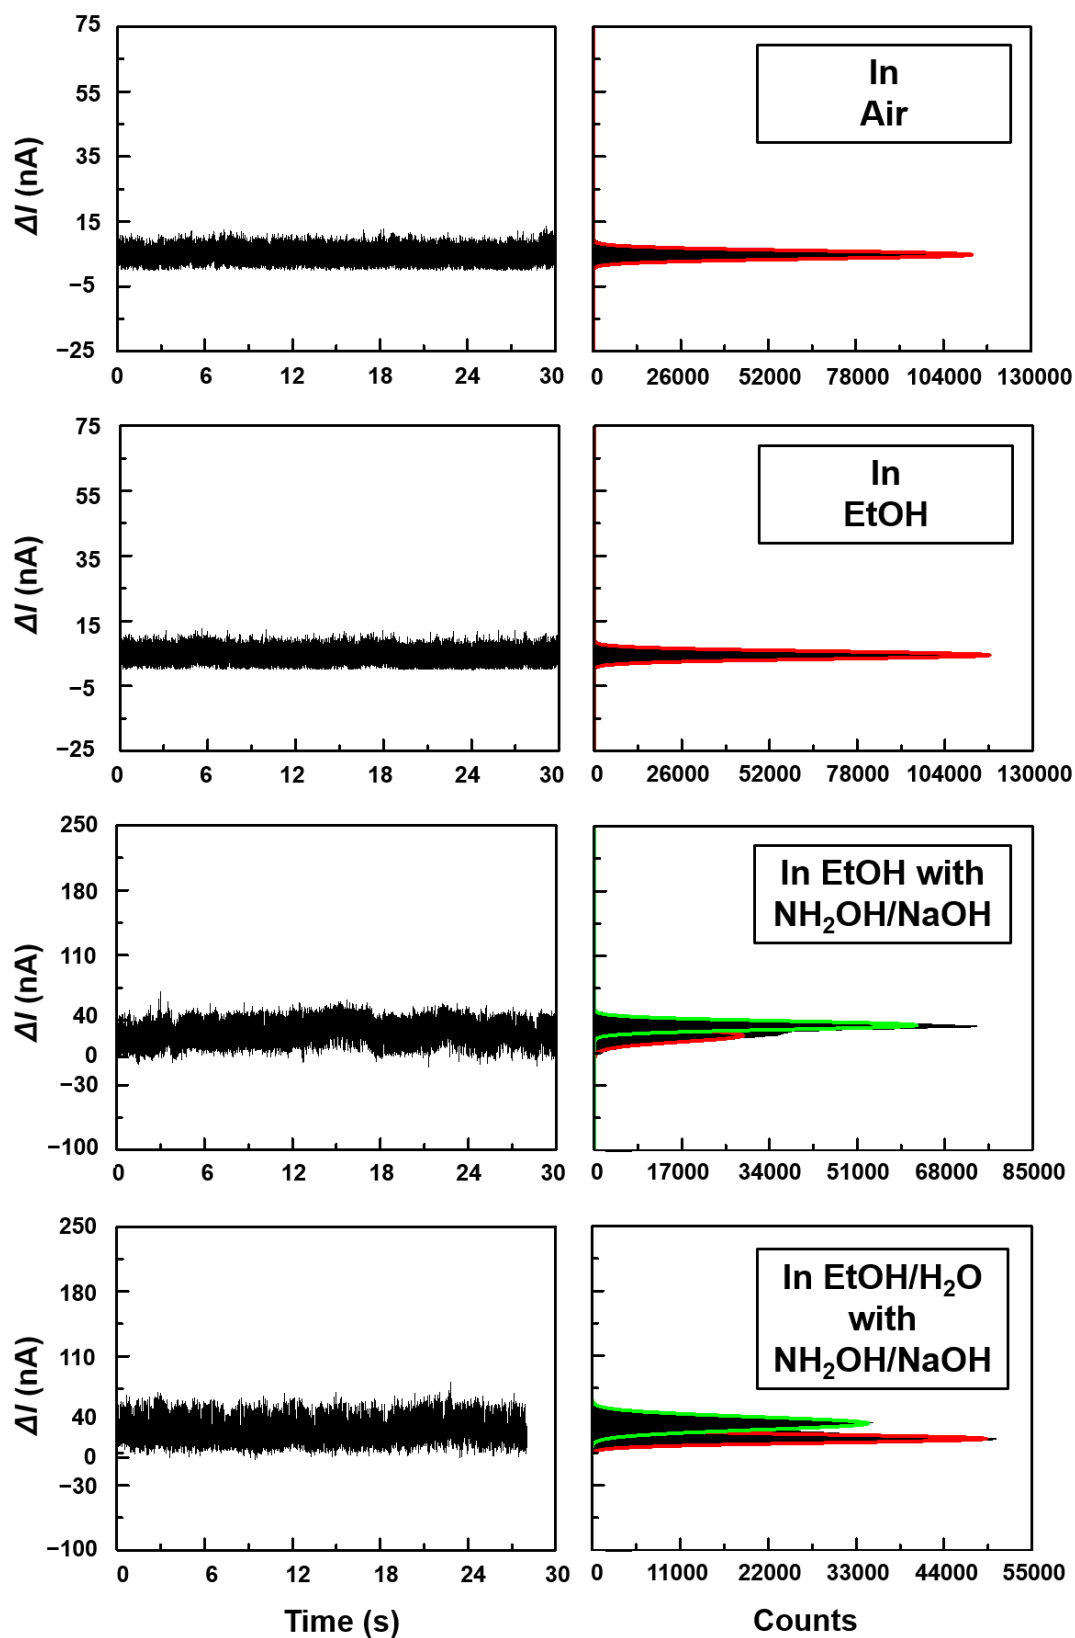 75
55
35
15
−5
−25
ΔI (nA)
0 6 12 18 24 30
In
Air
0 26000 52000 78000 104000 130000
75
55
35
15
−5
−25
ΔI (nA)
0 6 12 18 24 30
In
EtOH
0 26000 52000 78000 104000 130000
250
180
110
40
0
−30
−100
ΔI (nA)
0 6 12 18 24 30
In EtOH with
NH₂OH/NaOH
0 17000 34000 51000 68000 85000
250
180
110
40
0
−30
−100
ΔI (nA)
0 6 12 18 24 30
Time (s)
In EtOH/H₂O
with
NH₂OH/NaOH
0 11000 22000 33000 44000 55000
Counts